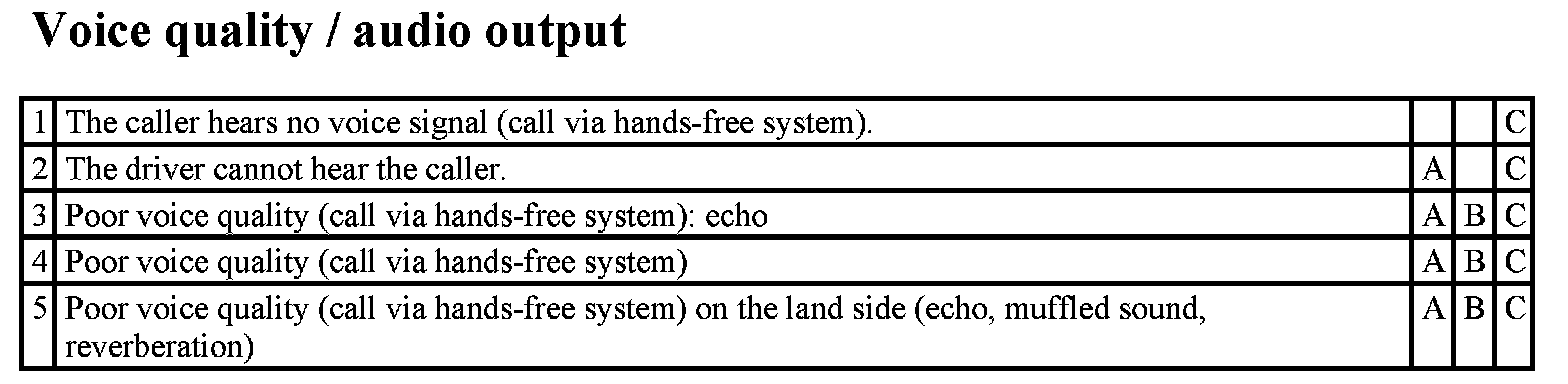 Voice quality / audio output
1 The caller hears no voice signal (call via hands-free system). C
2 The driver cannot hear the caller. A C
3 Poor voice quality (call via hands-free system): echo A B C
4 Poor voice quality (call via hands-free system) A B C
5 Poor voice quality (call via hands-free system) on the land side (echo, muffled sound, A B C
reverberation)